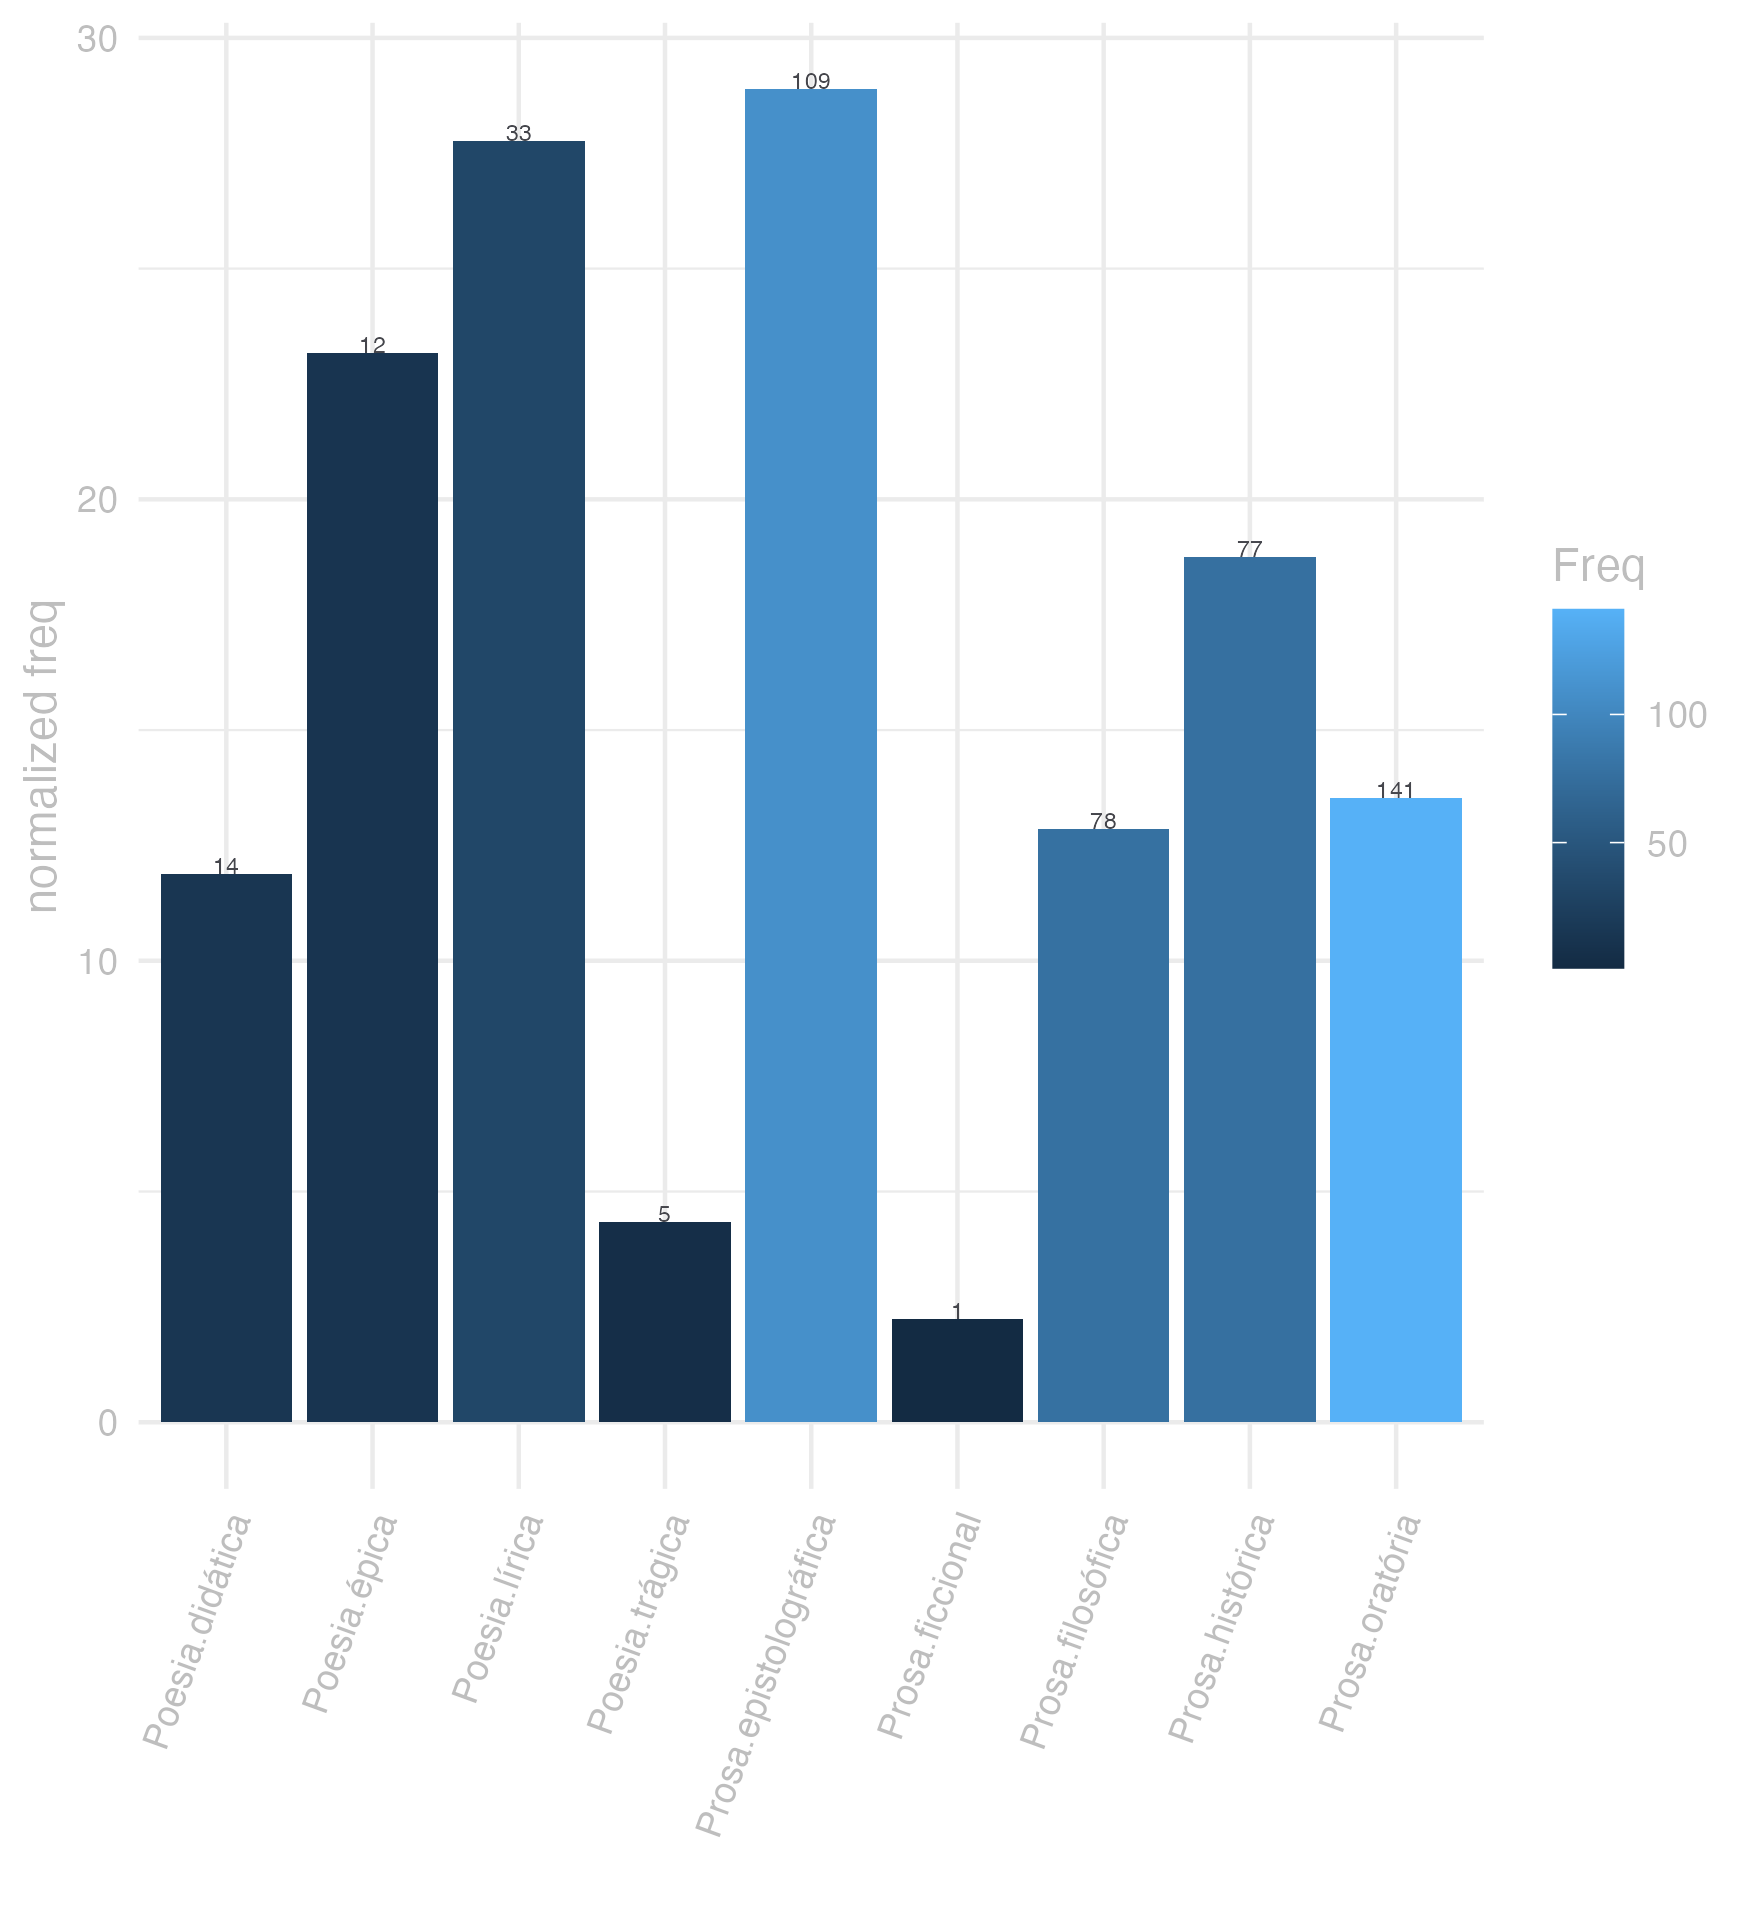 30
20
10
0
normalized freq
14
12
33
5
109
1
78
77
141
Poesia.didática
Poesia.épica
Poesia.lírica
Poesia.trágica
Prosa.epistolográfica
Prosa.ficcional
Prosa.filosófica
Prosa.histórica
Prosa.oratória
Freq
100
50